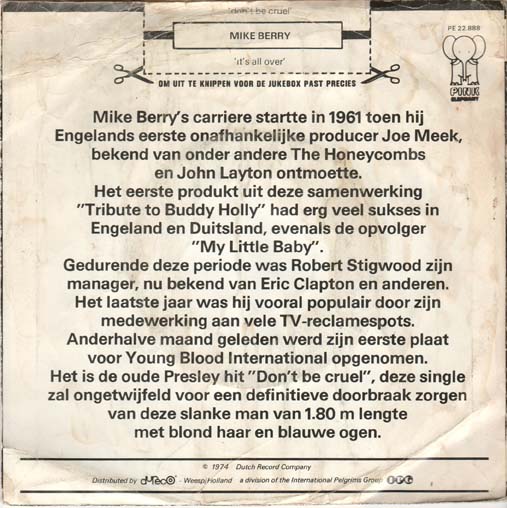 'don't be cruel'
MIKE BERRY
'it's all over'
OM UIT TE KNIPPEN VOOR DE JUKEBOX PAST PRECIES
PE 22.888
PINK
ELEPHANT
Mike Berry's carriere startte in 1961 toen hij
Engelands eerste onafhankelijke producer Joe Meek,
bekend van onder andere The Honeycombs
en John Layton ontmoette.
Het eerste produkt uit deze samenwerking
"Tribute to Buddy Holly" had erg veel sukses in
Engeland en Duitsland, evenals de opvolger
"My Little Baby".
Gedurende deze periode was Robert Stigwood zijn
manager, nu bekend van Eric Clapton en anderen.
Het laatste jaar was hij vooral populair door zijn
medewerking aan vele TV-reclamespots.
Anderhalve maand geleden werd zijn eerste plaat
voor Young Blood International opgenomen.
Het is de oude Presley hit "Don't be cruel", deze single
zal ongetwijfeld voor een definitieve doorbraak zorgen
van deze slanke man van 1.80 m lengte
met blond haar en blauwe ogen.
© 1974 Dutch Record Company
Distributed by dureco - Weesp/Holland a division of the International Pelgrims Group IPG